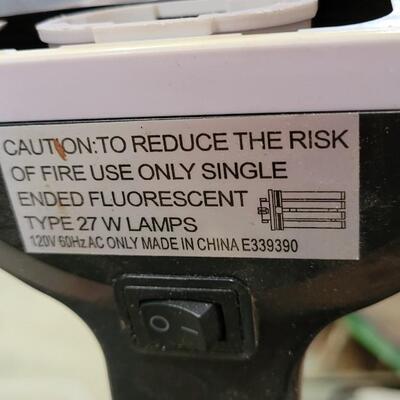 CAUTION:TO REDUCE THE RISK
OF FIRE USE ONLY SINGLE
ENDED FLUORESCENT
TYPE 27 W LAMPS
120V 60Hz AC ONLY MADE IN CHINA E339390
O I